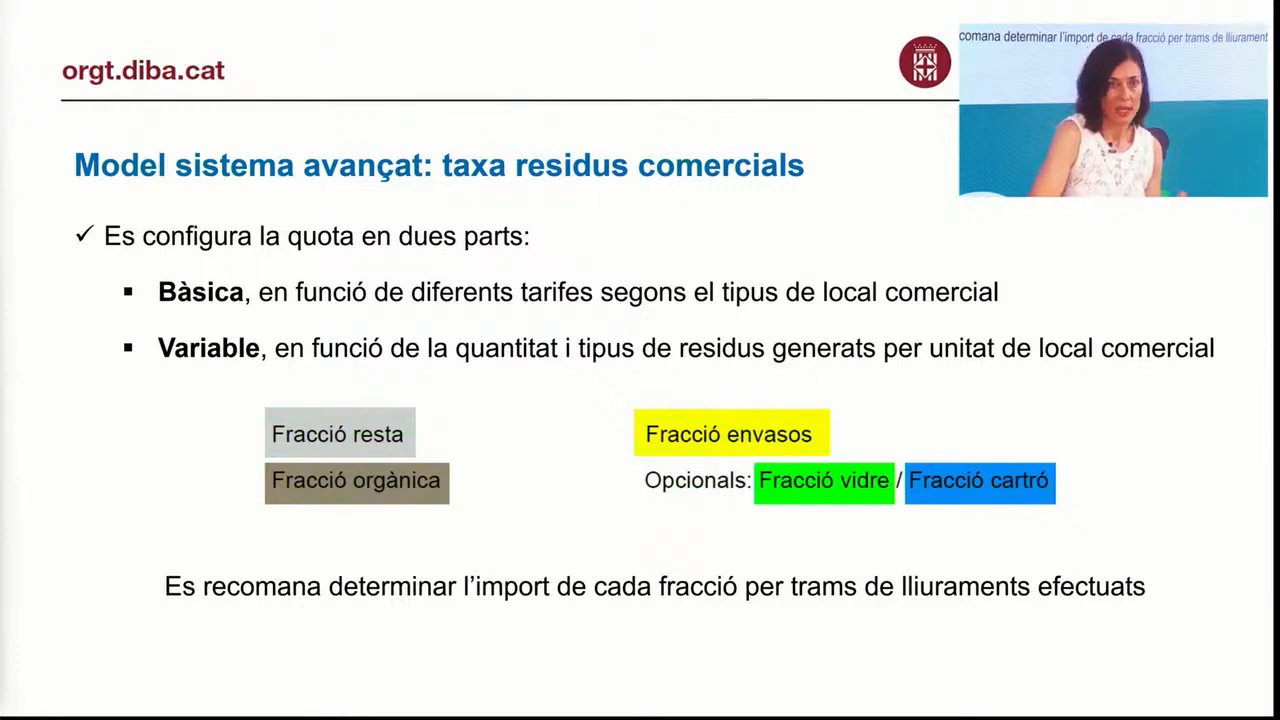 orgt.diba.cat
comana determinar l'import de cada fracció per trams de lliurament
Model sistema avançat: taxa residus comercials
✓ Es configura la quota en dues parts:
▪ Bàsica, en funció de diferents tarifes segons el tipus de local comercial
▪ Variable, en funció de la quantitat i tipus de residus generats per unitat de local comercial
Fracció resta
Fracció envasos
Fracció orgànica
Opcionals: Fracció vidre / Fracció cartró
Es recomana determinar l’import de cada fracció per trams de lliuraments efectuats